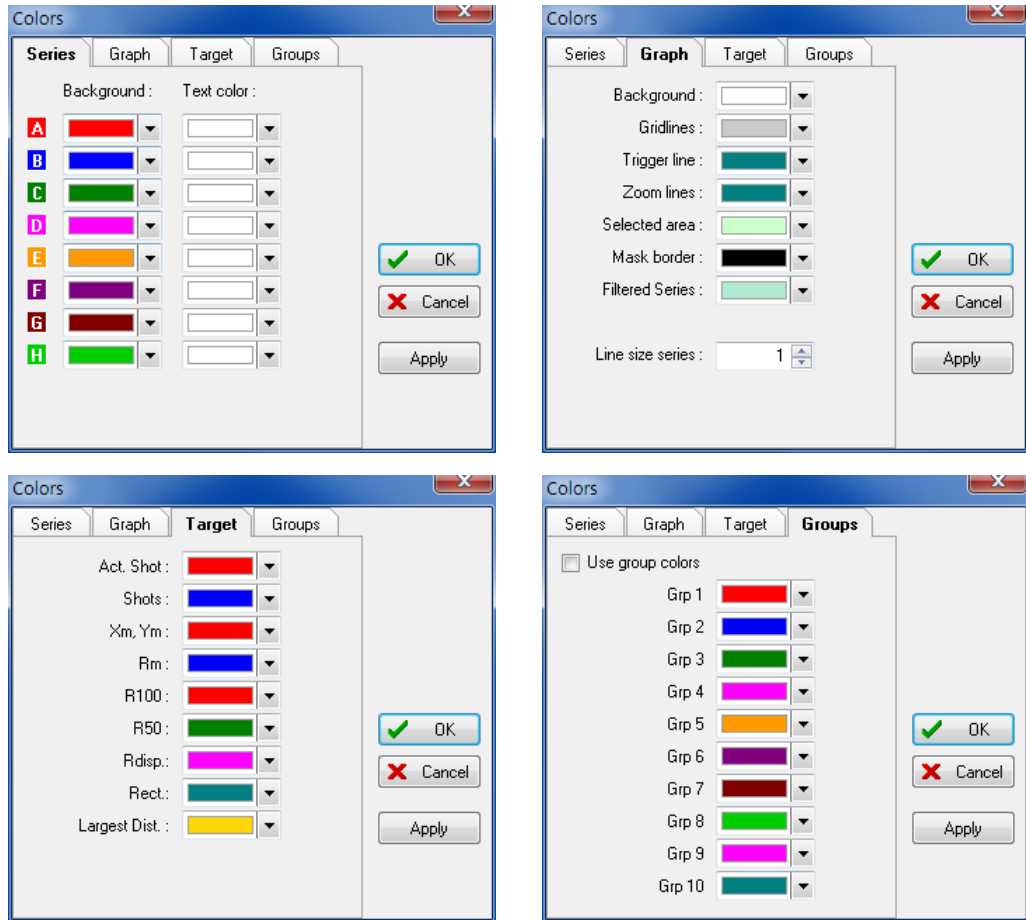 Colors
Series Graph Target Groups
Background : Text color :
A
B
C
D
E
F
G
H
OK
Cancel
Apply
Colors
Series Graph Target Groups
Background :
Gridlines :
Trigger line :
Zoom lines :
Selected area :
Mask border :
Filtered Series :
Line size series : 1
OK
Cancel
Apply
Colors
Series Graph Target Groups
Act. Shot :
Shots :
Xm, Ym :
Rm :
R100 :
R50 :
Rdisp.:
Rect.:
Largest Dist. :
OK
Cancel
Apply
Colors
Series Graph Target Groups
Use group colors
Grp 1
Grp 2
Grp 3
Grp 4
Grp 5
Grp 6
Grp 7
Grp 8
Grp 9
Grp 10
OK
Cancel
Apply